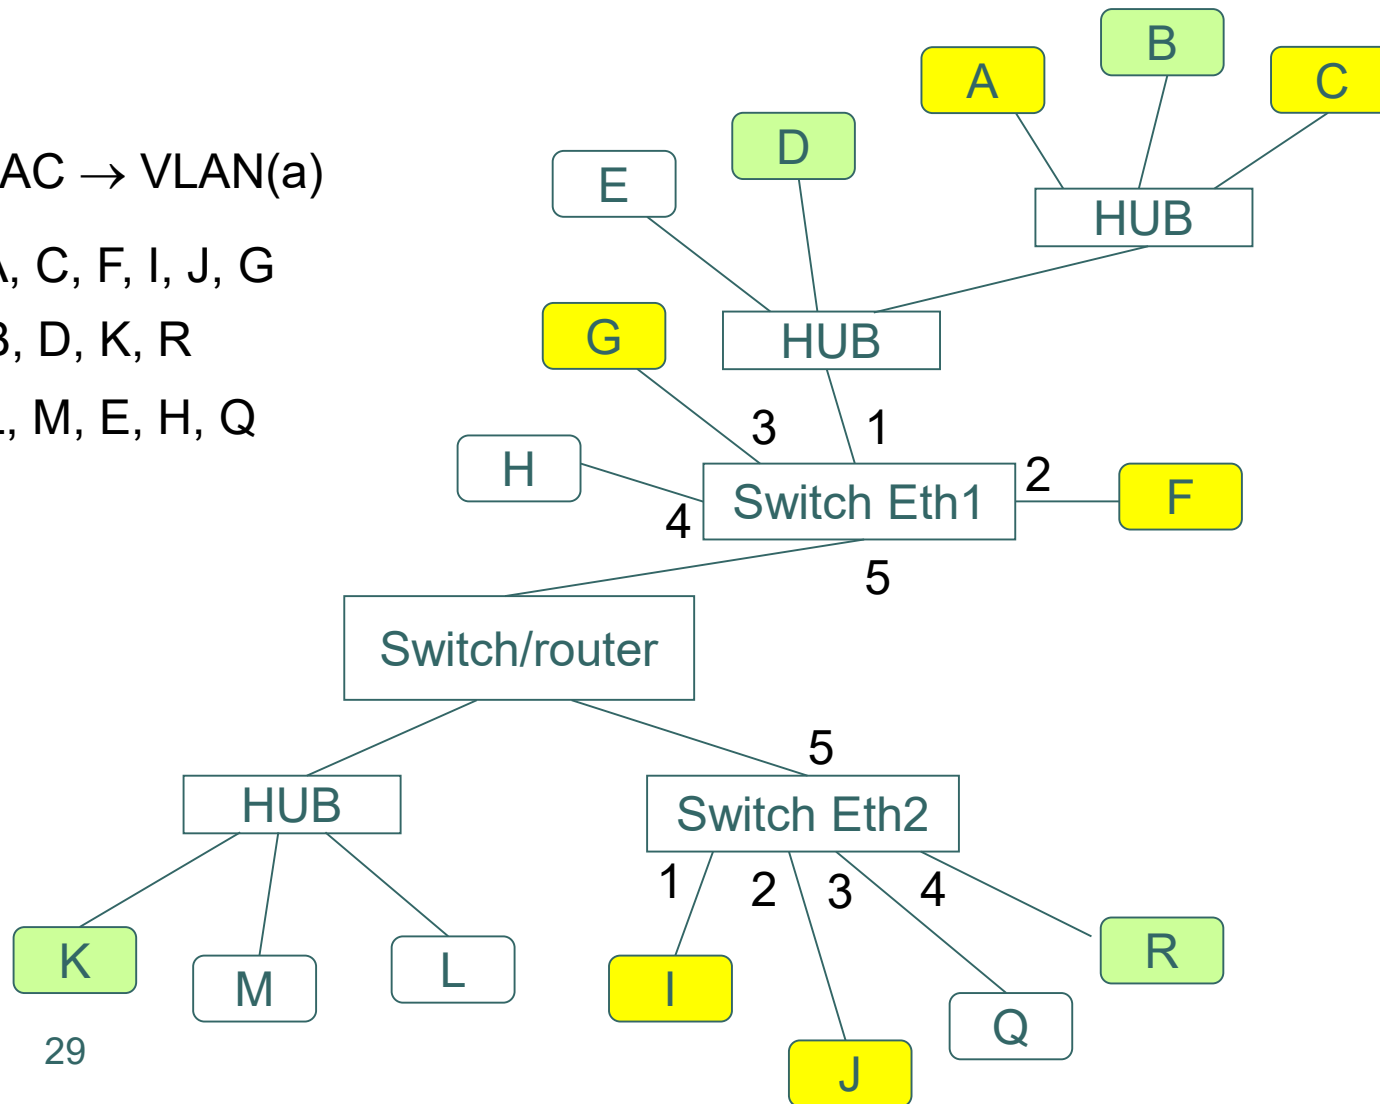 B
A
C
D
AC → VLAN(a)
E
HUB
A, C, F, I, J, G
G
HUB
B, D, K, R
L, M, E, H, Q
3
1
H
2
Switch Eth1
F
4
5
Switch/router
5
HUB
Switch Eth2
1
2
3
4
K
M
L
I
R
Q
29
J